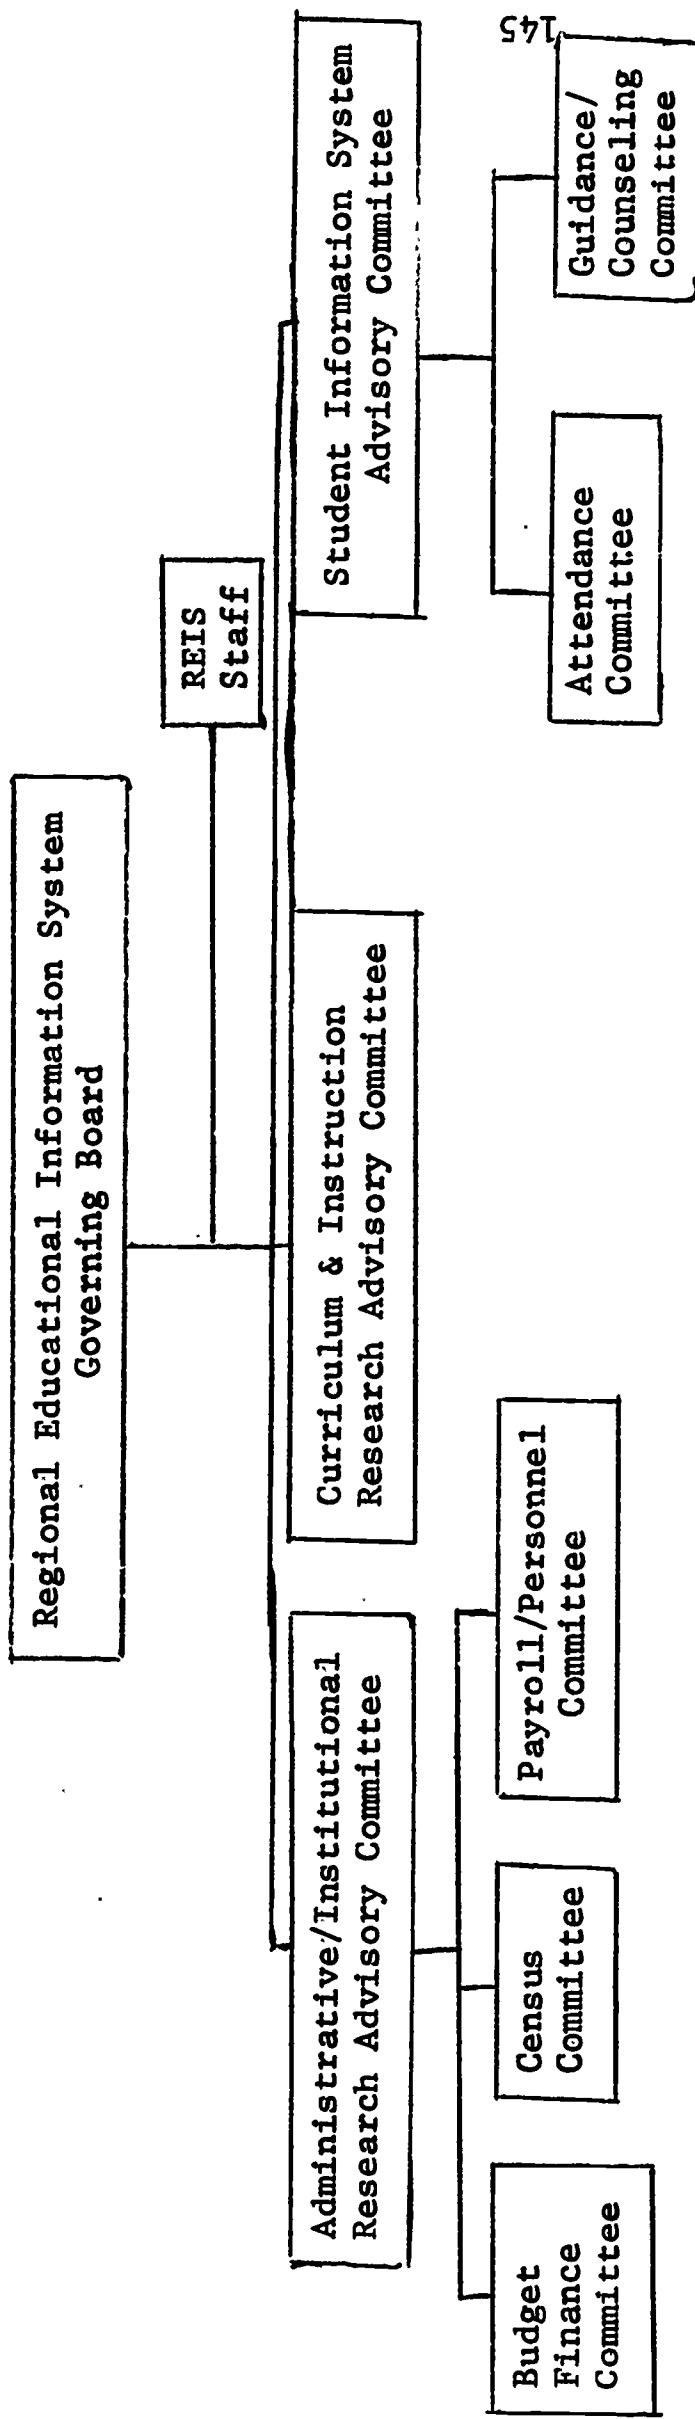 Regional Educational Information System
Governing Board
REIS
Staff
Administrative/Institutional
Research Advisory Committee
Curriculum & Instruction
Research Advisory Committee
Student Information System
Advisory Committee
Budget
Finance
Committee
Census
Committee
Payroll/Personnel
Committee
Attendance
Committee
Guidance/
Counseling
Committee
145